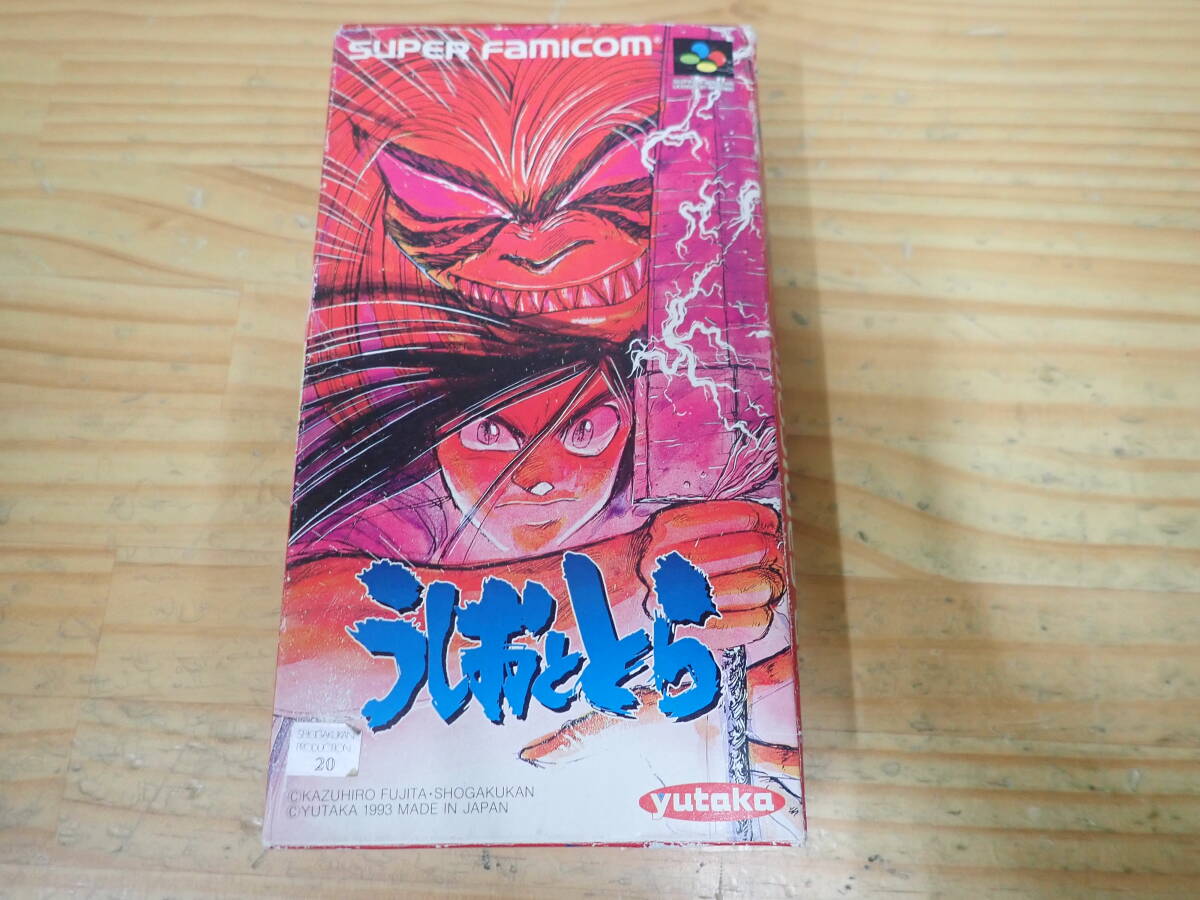 SUPER FAMICOM
うしおととら
SHOGAKUKAN
PRODUCTION
20
©KAZUHIRO FUJITA・SHOGAKUKAN
©YUTAKA 1993 MADE IN JAPAN
yutaka